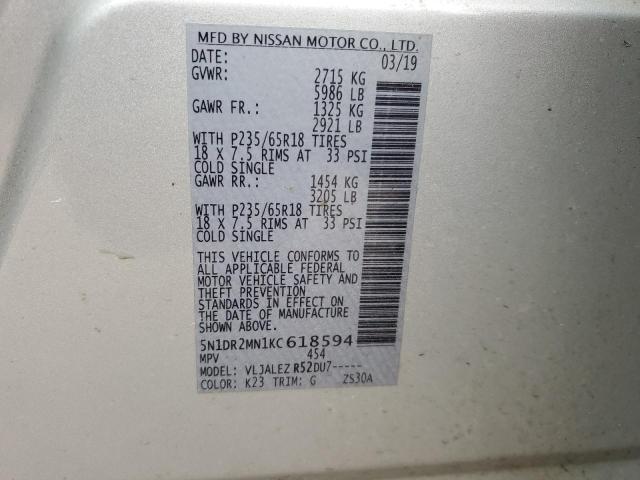 MFD BY NISSAN MOTOR CO., LTD.
DATE: 03/19
GVWR: 2715 KG
5986 LB
GAWR FR.: 1325 KG
2921 LB
WITH P235/65R18 TIRES
18 X 7.5 RIMS AT 33 PSI
COLD SINGLE
GAWR RR.: 1454 KG
3205 LB
WITH P235/65R18 TIRES
18 X 7.5 RIMS AT 33 PSI
COLD SINGLE
THIS VEHICLE CONFORMS TO
ALL APPLICABLE FEDERAL
MOTOR VEHICLE SAFETY AND
THEFT PREVENTION
STANDARDS IN EFFECT ON
THE DATE OF MANUFACTURE
SHOWN ABOVE.
5N1DR2MN1KC618594
MPV 454
MODEL: VLJALEZ R52DU7-----
COLOR: K23 TRIM: G ZS30A